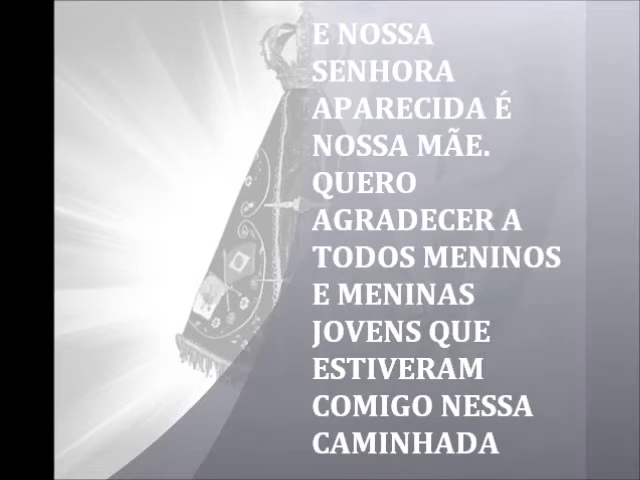 E NOSSA
SENHORA
APARECIDA É
NOSSA MÃE.
QUERO
AGRADECER A
TODOS MENINOS
E MENINAS
JOVENS QUE
ESTIVERAM
COMIGO NESSA
CAMINHADA